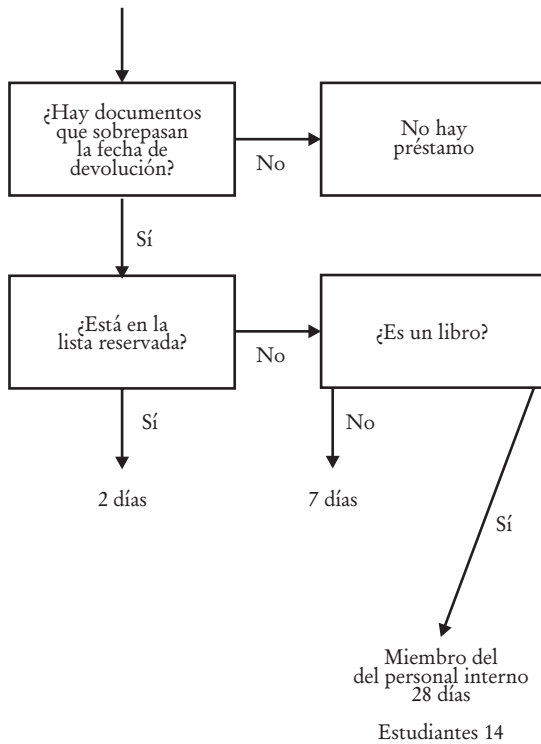 ¿Hay documentos
que sobrepasan
la fecha de
devolución?
No
No hay
préstamo
Sí
¿Está en la
lista reservada?
No
¿Es un libro?
Sí
No
2 días
7 días
Sí
Miembro del
del personal interno
28 días
Estudiantes 14